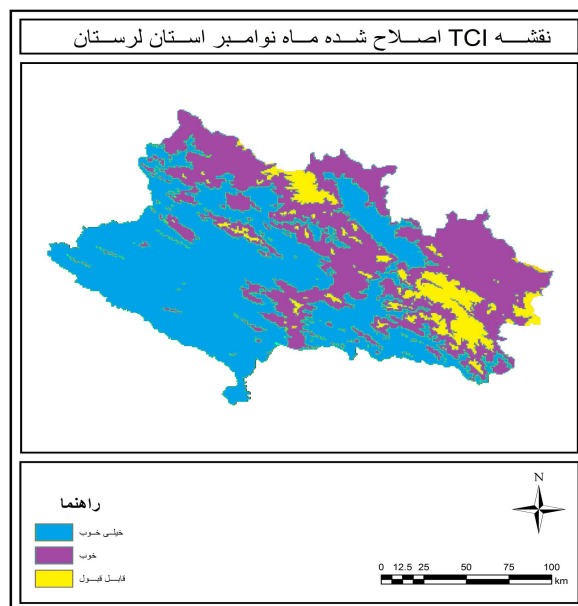 نقشه TCI اصلاح شده ماه نوامبر استان لرستان
راهنما
خیلی خوب
خوب
قابل قبول
N
0 12.5 25 50 75 100
km